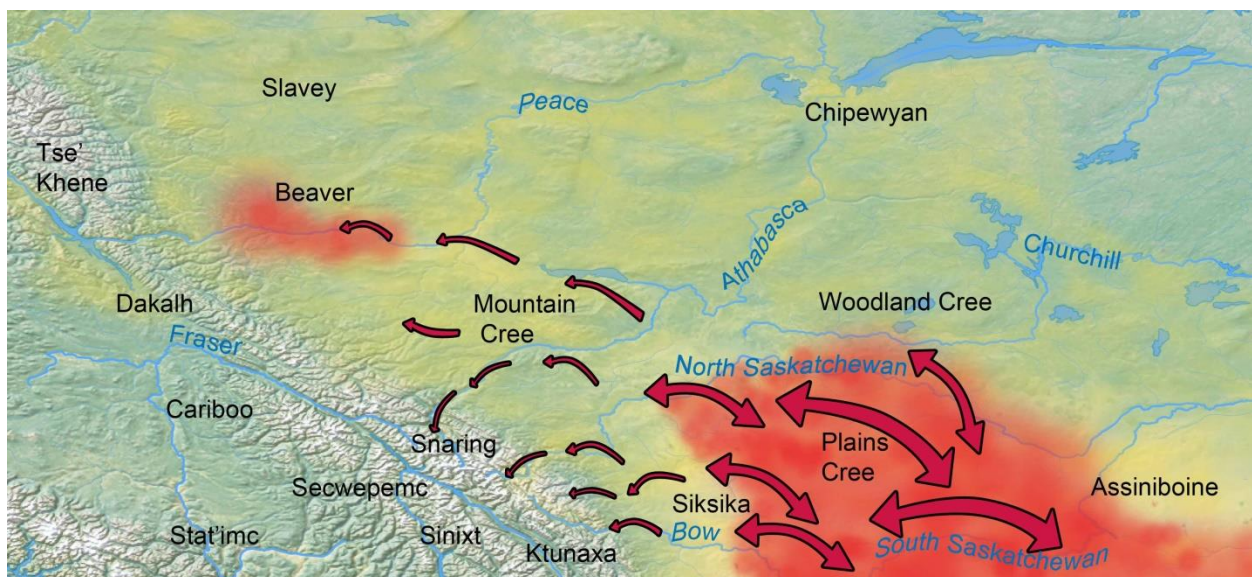 Slavey
Peace
Chipewyan
Tse’
Khene
Beaver
Athabasca
Churchill
Dakalh
Mountain
Cree
Woodland Cree
Fraser
North Saskatchewan
Cariboo
Snaring
Plains
Cree
Secwepemc
Siksika
Assiniboine
Stat’imc
Sinixt
Ktunaxa
Bow
South Saskatchewan